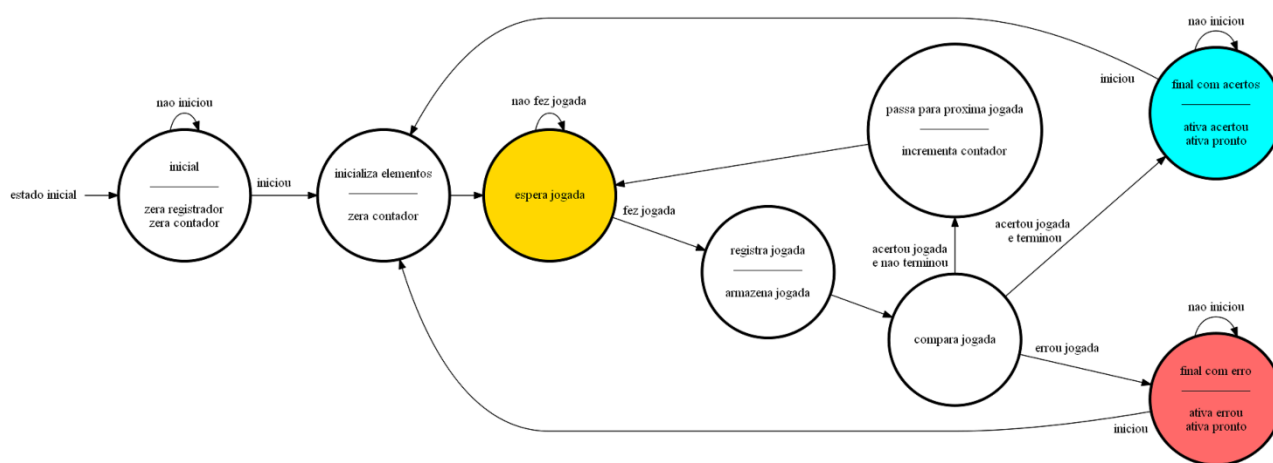 estado inicial
nao iniciou
inicial
zera registrador
zera contador
iniciou
inicializa elementos
zera contador
nao fez jogada
espera jogada
fez jogada
registra jogada
armazena jogada
passa para proxima jogada
incrementa contador
acertou jogada
e nao terminou
compara jogada
acertou jogada
e terminou
errou jogada
nao iniciou
iniciou
final com acertos
ativa acertou
ativa pronto
nao iniciou
final com erro
ativa errou
ativa pronto
iniciou